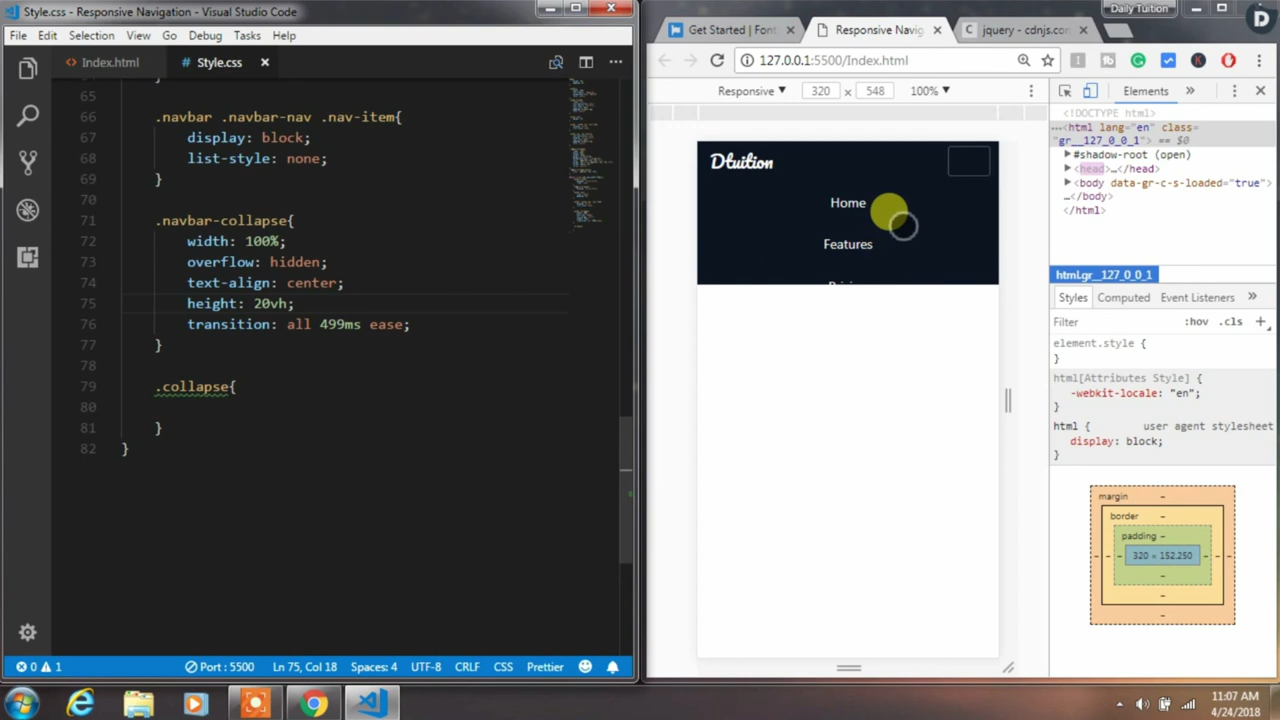 Style.css - Responsive Navigation - Visual Studio Code
File Edit Selection View Go Debug Tasks Help
Index.html Style.css
65
66 .navbar .navbar-nav .nav-item{
67 display: block;
68 list-style: none;
69 }
70
71 .navbar-collapse{
72 width: 100%;
73 overflow: hidden;
74 text-align: center;
75 height: 20vh;
76 transition: all 499ms ease;
77 }
78
79 .collapse{
80
81 }
82 }
0 1 Port : 5500 Ln 75, Col 18 Spaces: 4 UTF-8 CRLF CSS Prettier
Daily Tuition
Get Started | Font Responsive Navig jquery - cdnjs.con
127.0.0.1:5500/Index.html
Responsive 320 x 548 100%
Dtuition
Home
Features
Elements »
<!DOCTYPE html>
…<html lang="en" class=
"gr__127_0_0_1"> == $0
#shadow-root (open)
<head>…</head>
<body data-gr-c-s-loaded="true">
…</body>
</html>
html.gr__127_0_0_1
Styles Computed Event Listeners »
Filter :hov .cls +
element.style {
}
html[Attributes Style] {
-webkit-locale: "en";
}
html { user agent stylesheet
display: block;
}
margin -
border -
padding -
- - - 320 × 152.250 - - -
-
-
-
11:07 AM
4/24/2018